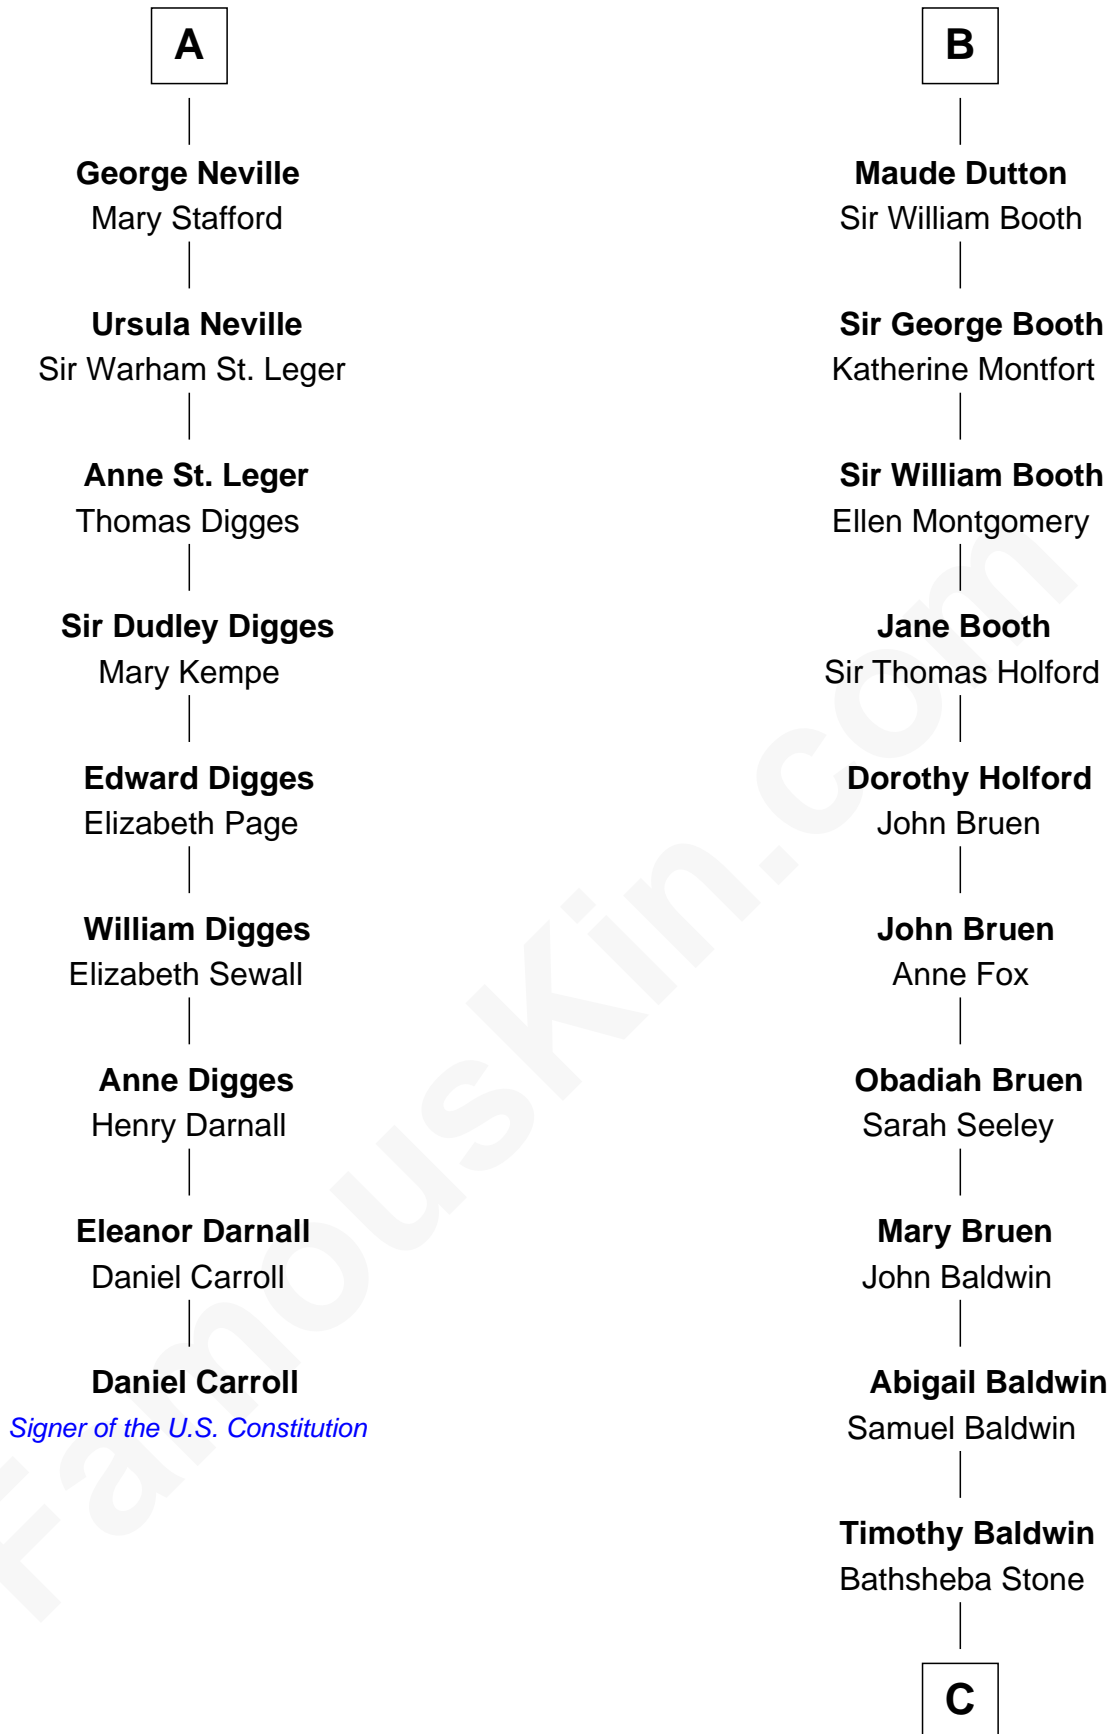 A
George Neville
Mary Stafford
Ursula Neville
Sir Warham St. Leger
Anne St. Leger
Thomas Digges
Sir Dudley Digges
Mary Kempe
Edward Digges
Elizabeth Page
William Digges
Elizabeth Sewall
Anne Digges
Henry Darnall
Eleanor Darnall
Daniel Carroll
Daniel Carroll
Signer of the U.S. Constitution
B
Maude Dutton
Sir William Booth
Sir George Booth
Katherine Montfort
Sir William Booth
Ellen Montgomery
Jane Booth
Sir Thomas Holford
Dorothy Holford
John Bruen
John Bruen
Anne Fox
Obadiah Bruen
Sarah Seeley
Mary Bruen
John Baldwin
Abigail Baldwin
Samuel Baldwin
Timothy Baldwin
Bathsheba Stone
C
FamousKin.com